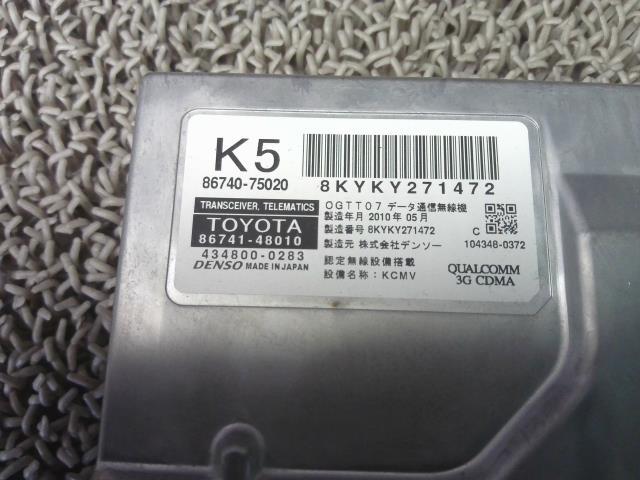 K5
86740-75020
8KYKY271472
TRANSCEIVER, TELEMATICS
TOYOTA
86741-48010
434800-0283
DENSO MADE IN JAPAN
OGTT07 データ通信無線機
製造年月 2010年 05月
製造番号 8KYKY271472
製造元 株式会社デンソー
認定無線設備搭載
設備名称：KCMV
C
104348-0372
QUALCOMM
3G CDMA